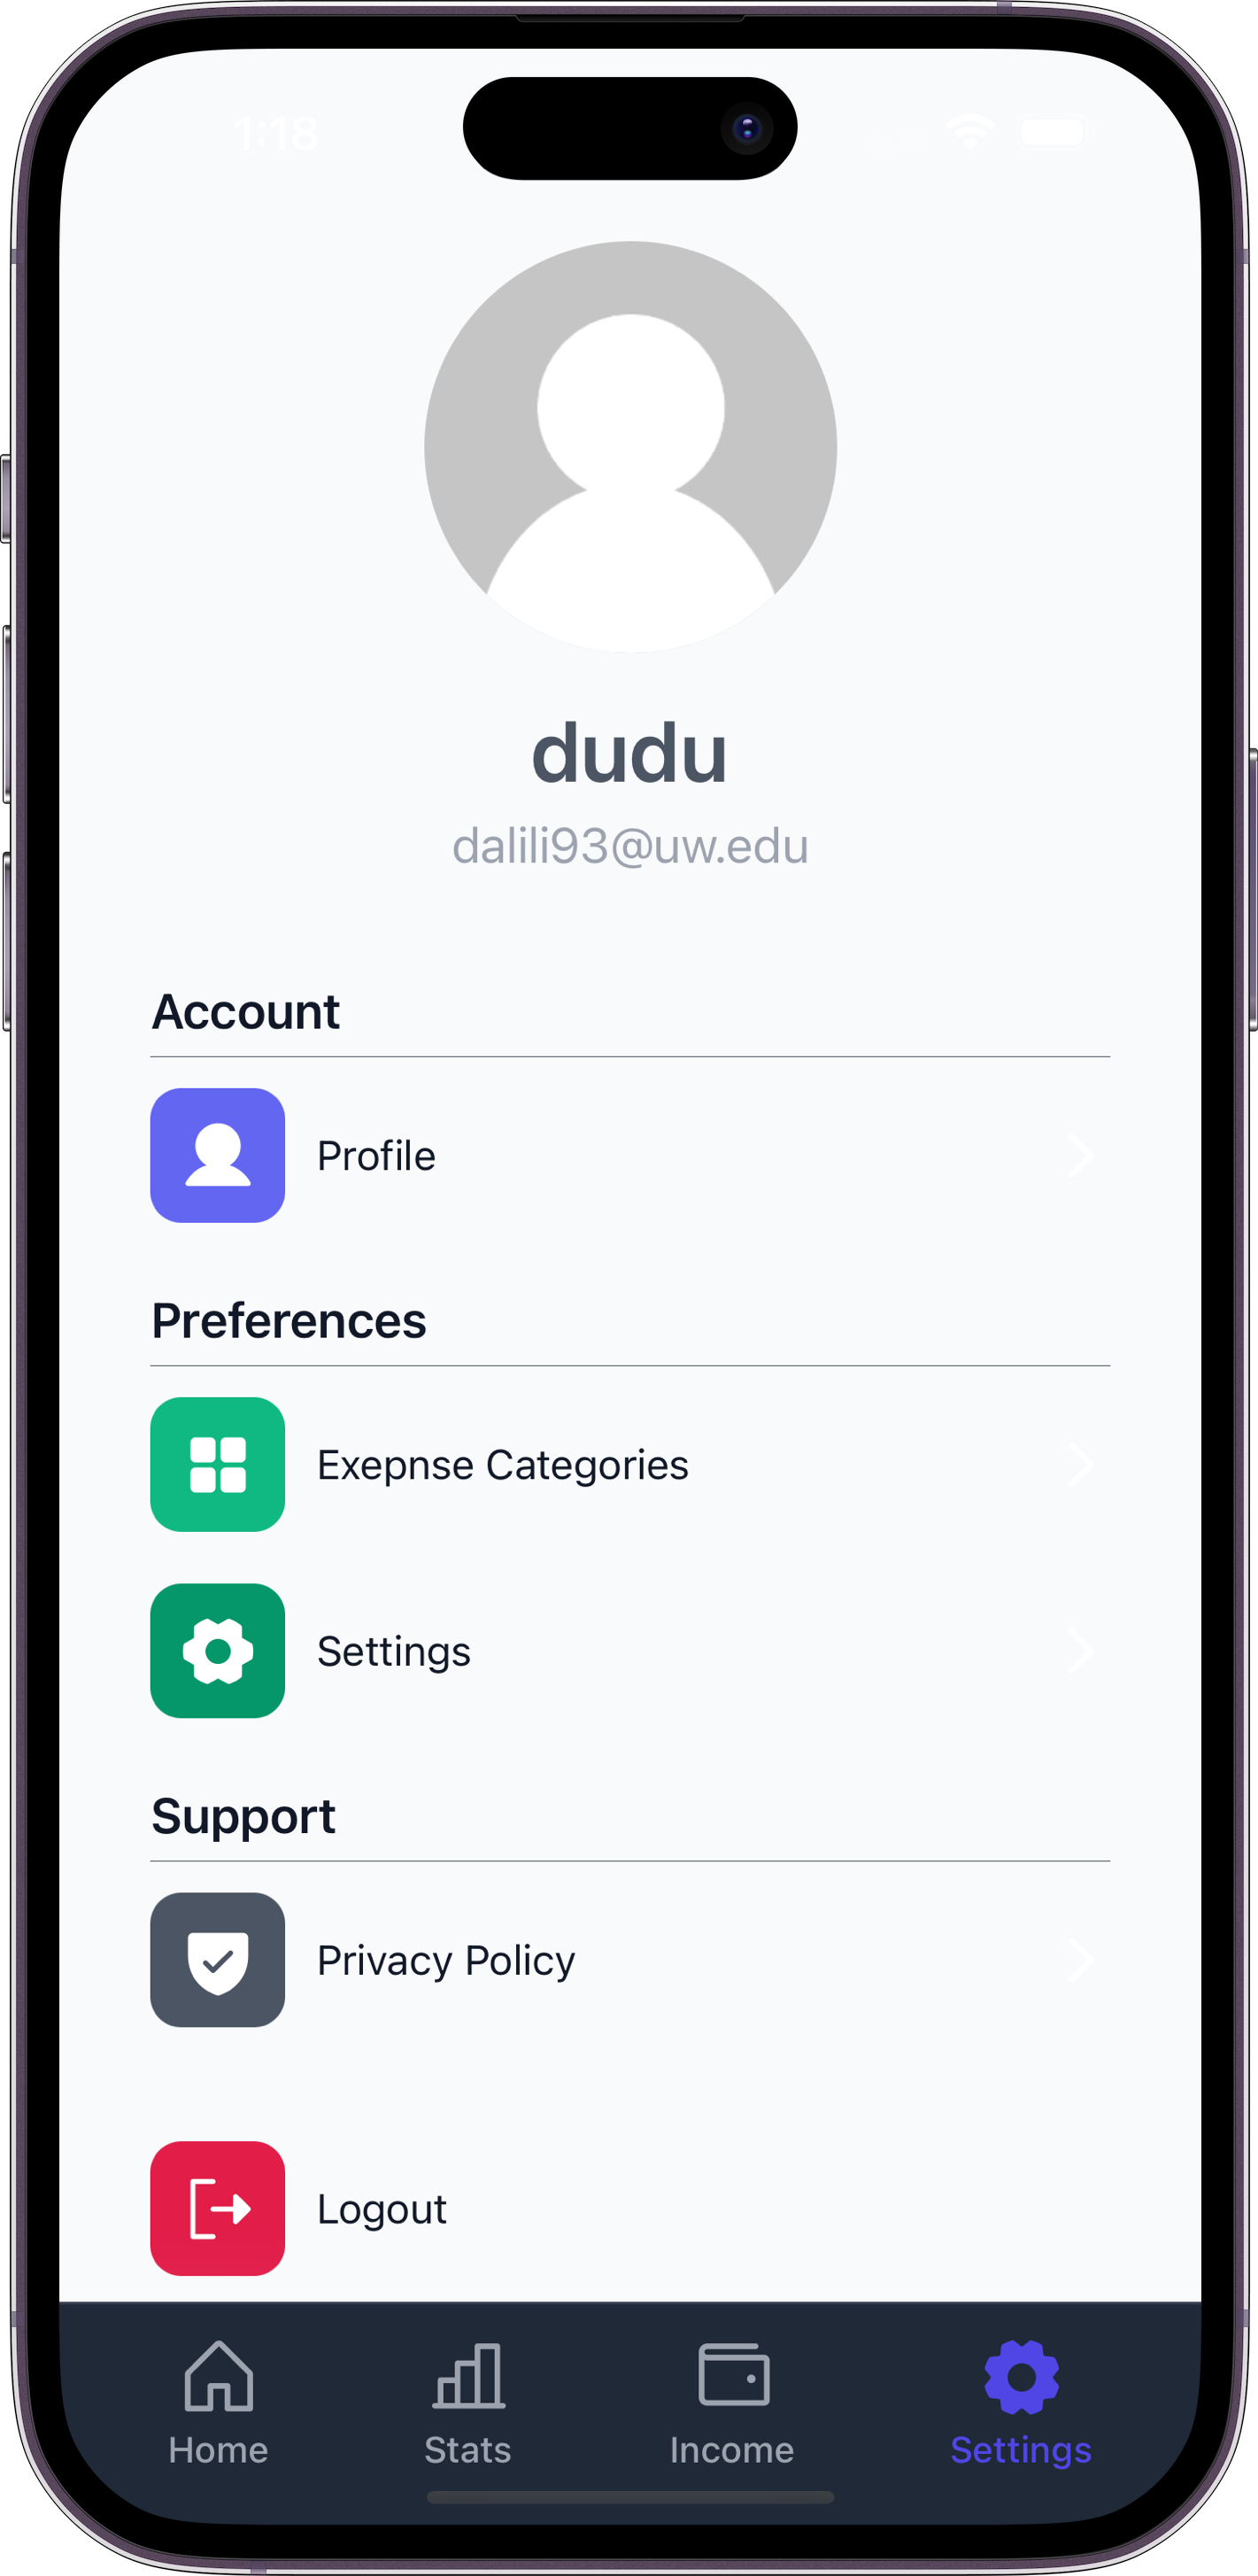 1:18
dudu
dalili93@uw.edu
Account
Profile
Preferences
Exepnse Categories
Settings
Support
Privacy Policy
Logout
Home Stats Income Settings